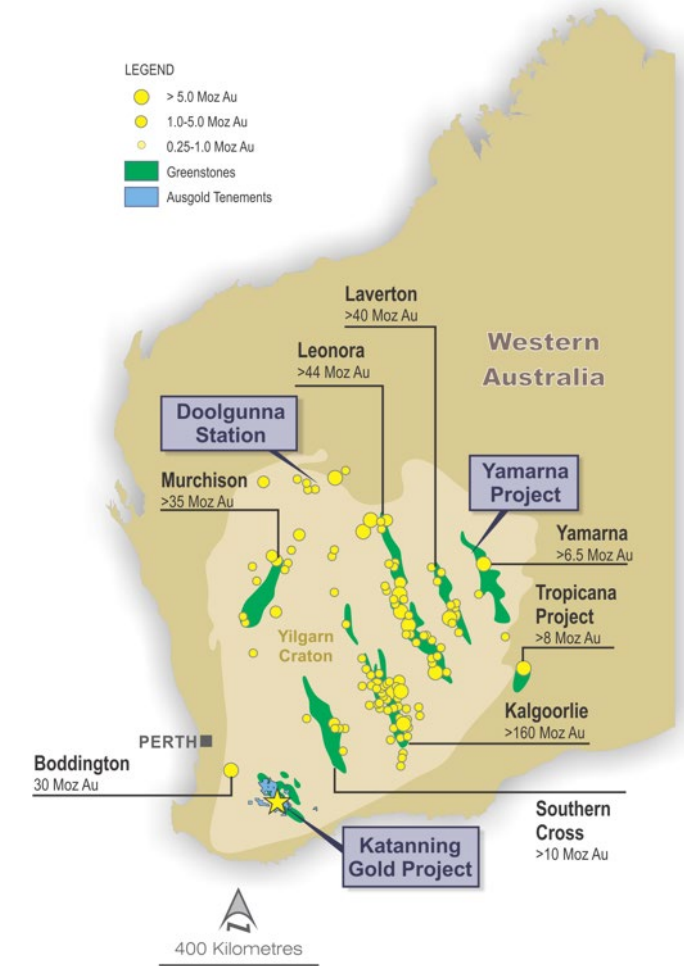 LEGEND
> 5.0 Moz Au
1.0-5.0 Moz Au
0.25-1.0 Moz Au
Greenstones
Ausgold Tenements
Laverton
>40 Moz Au
Western
Australia
Leonora
>44 Moz Au
Doolgunna
Station
Murchison
>35 Moz Au
Yamarna
Project
Yamarna
>6.5 Moz Au
Tropicana
Project
>8 Moz Au
Yilgarn
Craton
Kalgoorlie
>160 Moz Au
PERTH
Boddington
30 Moz Au
Southern
Cross
>10 Moz Au
Katanning
Gold Project
N
400 Kilometres